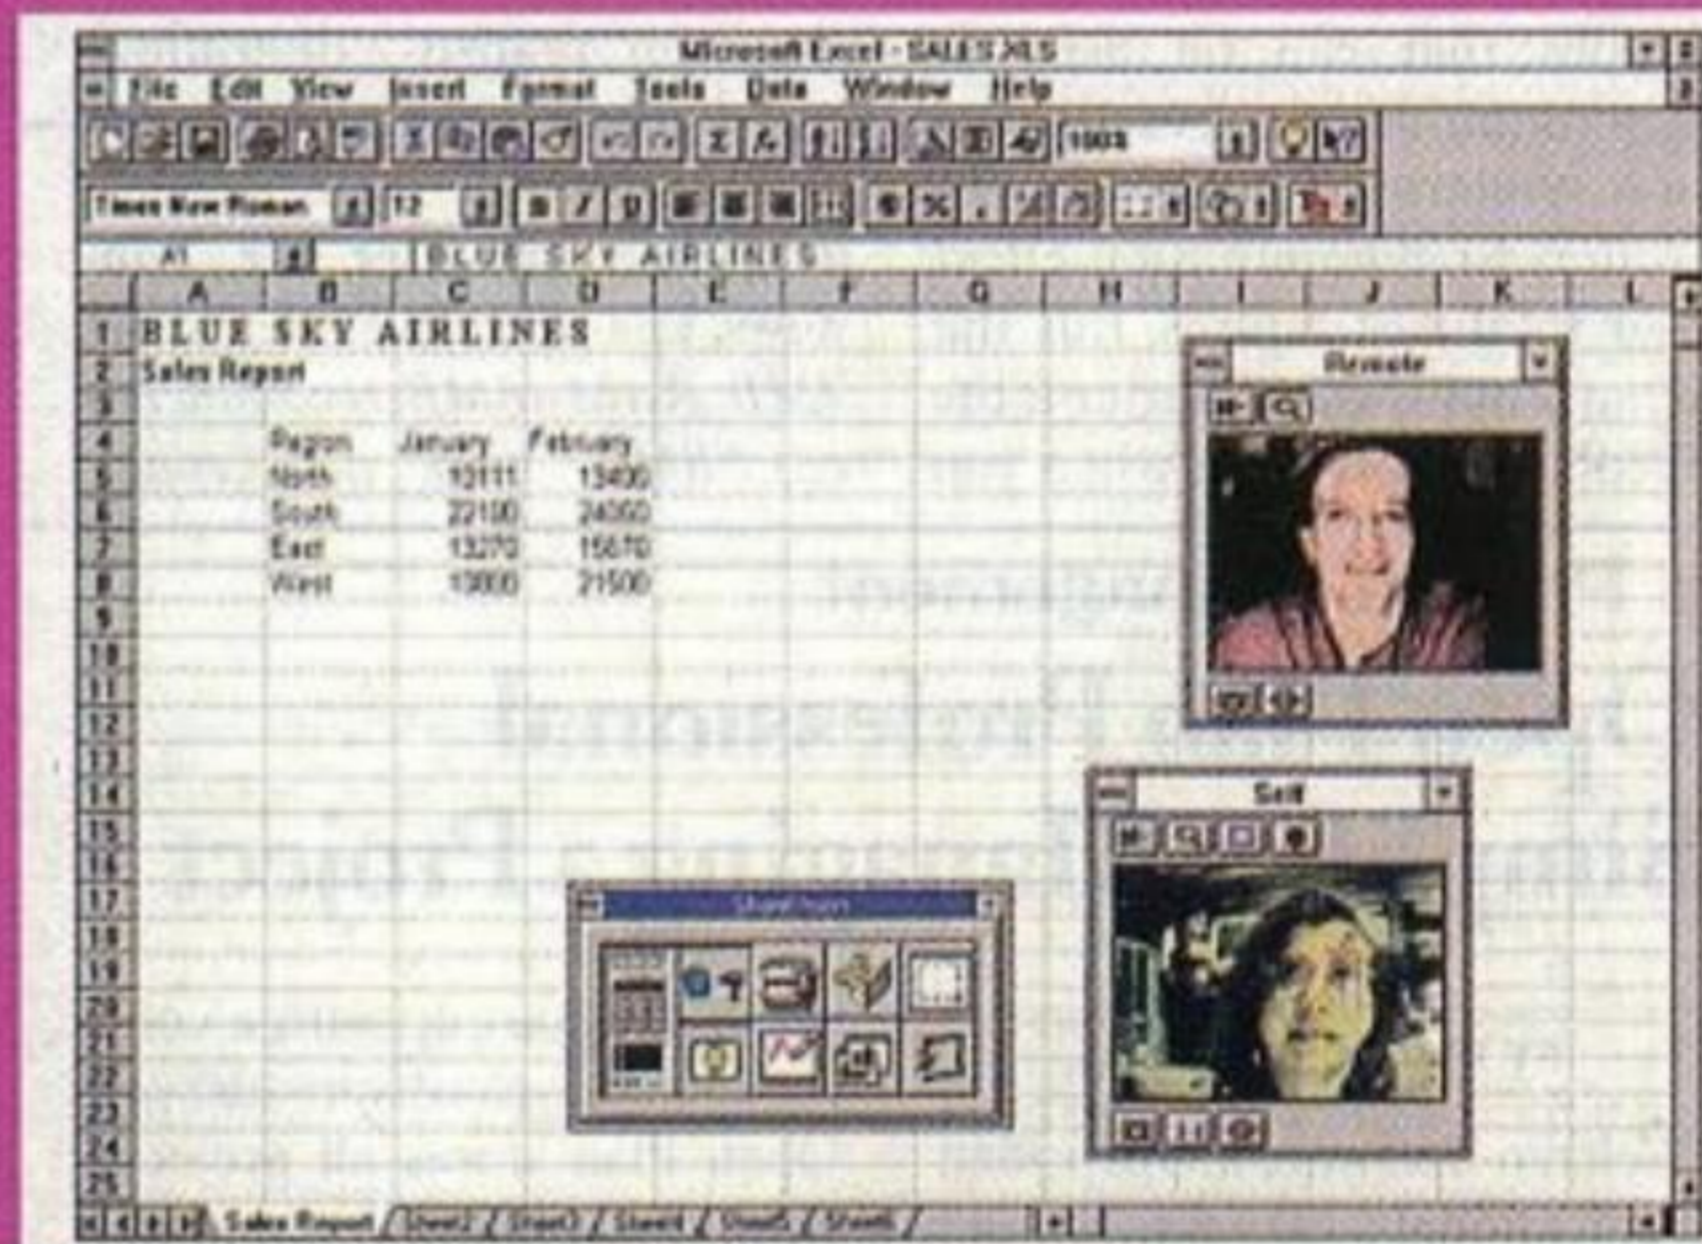 Microsoft Excel - SALES.XLS
File Edit View Insert Format Tools Data Window Help
100%
Times New Roman 12 B I U $ % ,
A1 BLUE SKY AIRLINES
A B C D E F G H I J K L
1 BLUE SKY AIRLINES
2 Sales Report
3
4 Region January February
5 North 10111 13400
6 South 22100 24050
7 East 13270 15670
8 West 21500
9
10
11
12
13
14
15
16
17
18
19
20
21
22
23
24
25
Remote
Self
Sales Report Sheet2 Sheet3 Sheet4 Sheet5 Sheet6